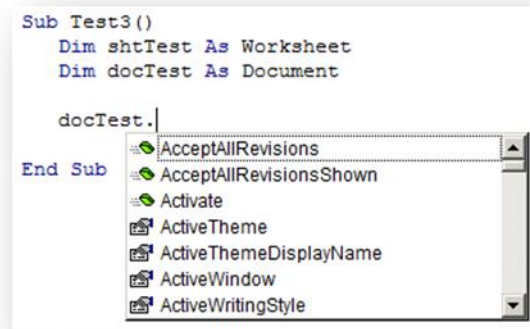 Sub Test3()
Dim shtTest As Worksheet
Dim docTest As Document
docTest.
AcceptAllRevisions
End Sub
AcceptAllRevisionsShown
Activate
ActiveTheme
ActiveThemeDisplayName
ActiveWindow
ActiveWritingStyle